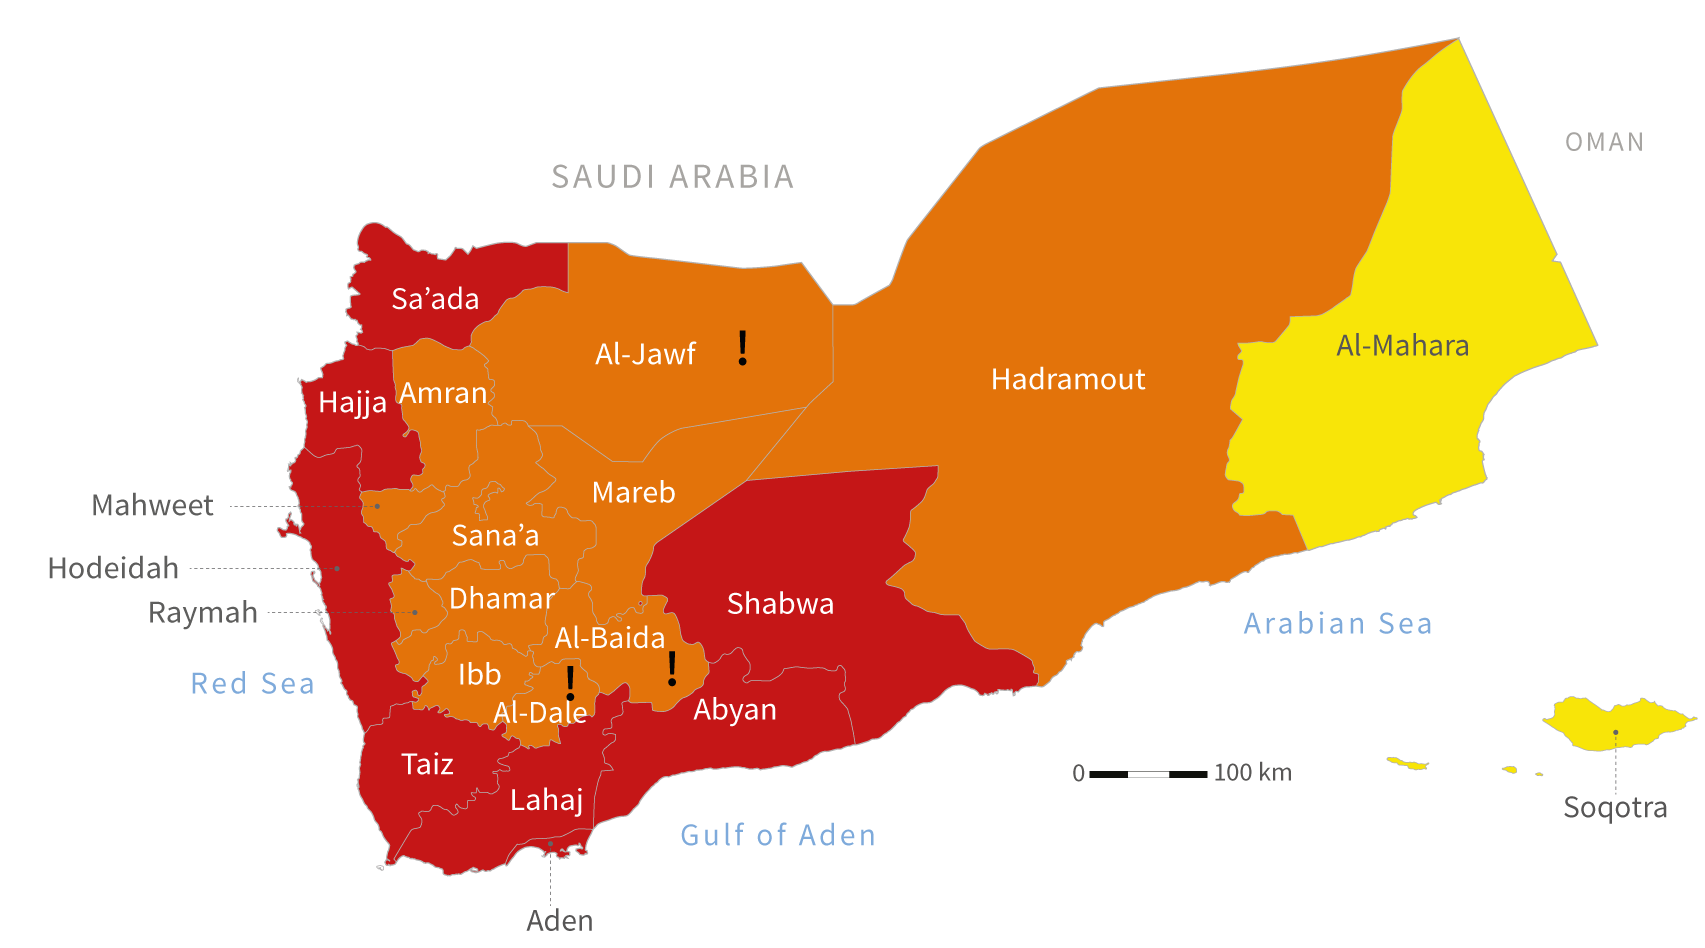 OMAN
SAUDI ARABIA
Sa’ada
Al-Jawf
!
Al-Mahara
Hadramout
Amran
Hajja
Mareb
Mahweet
Sana’a
Hodeidah
Dhamar
Shabwa
Raymah
Arabian Sea
Al-Baida
!
Ibb
!
Red Sea
Al-Dale
Abyan
Taiz
0
100 km
Lahaj
Soqotra
Gulf of Aden
Aden